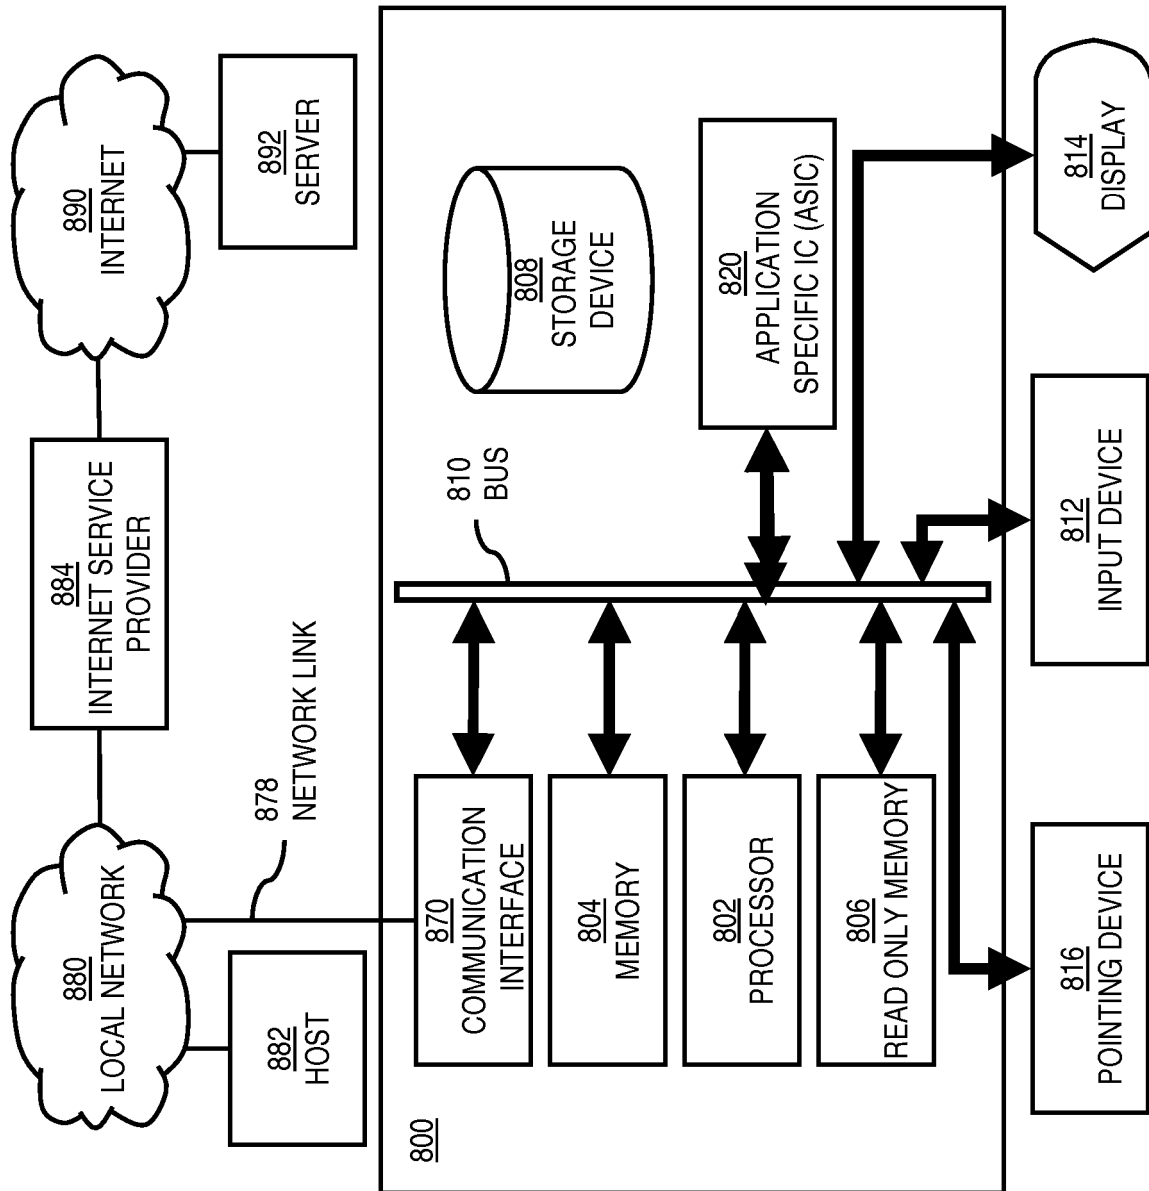 890
INTERNET
892
SERVER
884
INTERNET SERVICE
PROVIDER
880
LOCAL NETWORK
882
HOST
878
NETWORK LINK
800
870
COMMUNICATION
INTERFACE
804
MEMORY
802
PROCESSOR
806
READ ONLY MEMORY
810
BUS
808
STORAGE
DEVICE
820
APPLICATION
SPECIFIC IC (ASIC)
816
POINTING DEVICE
812
INPUT DEVICE
814
DISPLAY